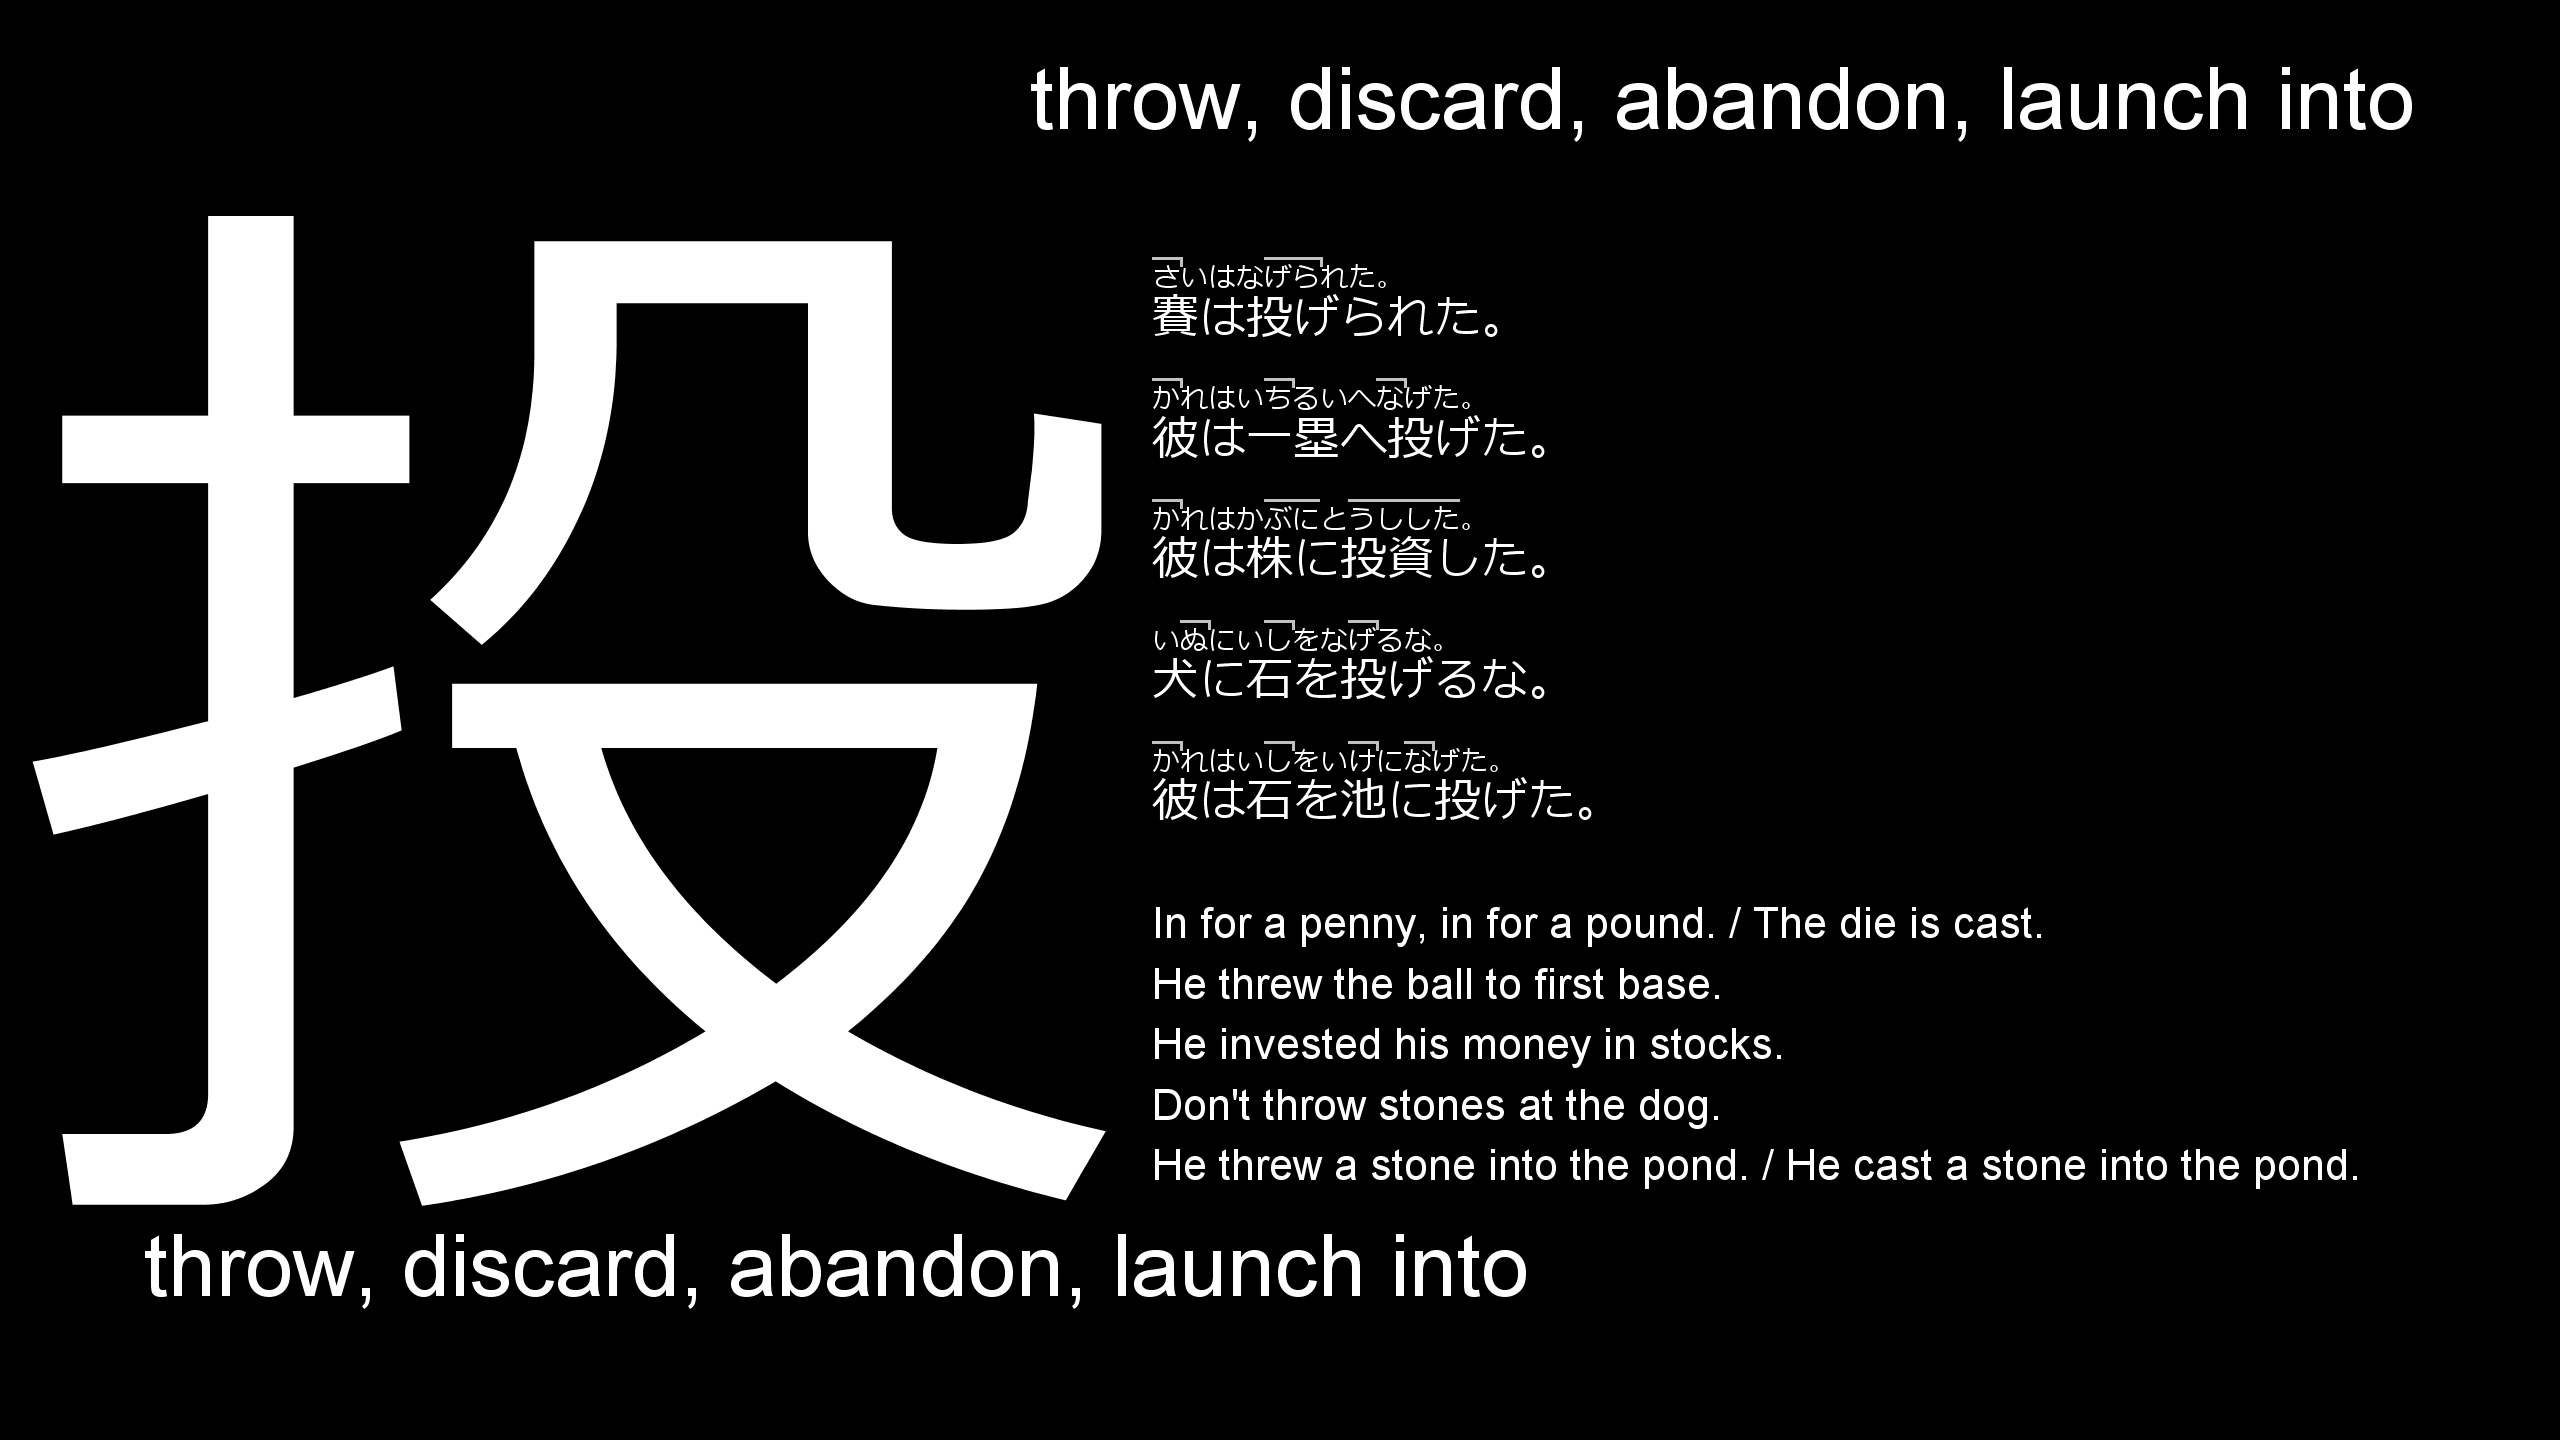 throw, discard, abandon, launch into
投
さいはなげられた。
賽は投げられた。
かれはいちるいへなげた。
彼は一塁へ投げた。
かれはかぶにとうしした。
彼は株に投資した。
いぬにいしをなげるな。
犬に石を投げるな。
かれはいしをいけになげた。
彼は石を池に投げた。
In for a penny, in for a pound. / The die is cast.
He threw the ball to first base.
He invested his money in stocks.
Don't throw stones at the dog.
He threw a stone into the pond. / He cast a stone into the pond.
throw, discard, abandon, launch into